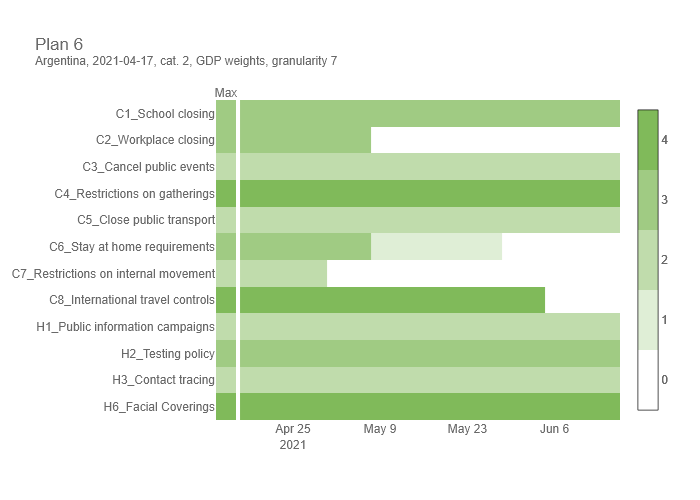 Plan 6
Argentina, 2021-04-17, cat. 2, GDP weights, granularity 7
Max
C1_School closing
C2_Workplace closing
C3_Cancel public events
C4_Restrictions on gatherings
C5_Close public transport
C6_Stay at home requirements
C7_Restrictions on internal movement
C8_International travel controls
H1_Public information campaigns
H2_Testing policy
H3_Contact tracing
H6_Facial Coverings
Apr 25 May 9 May 23 Jun 6
2021
4
3
2
1
0